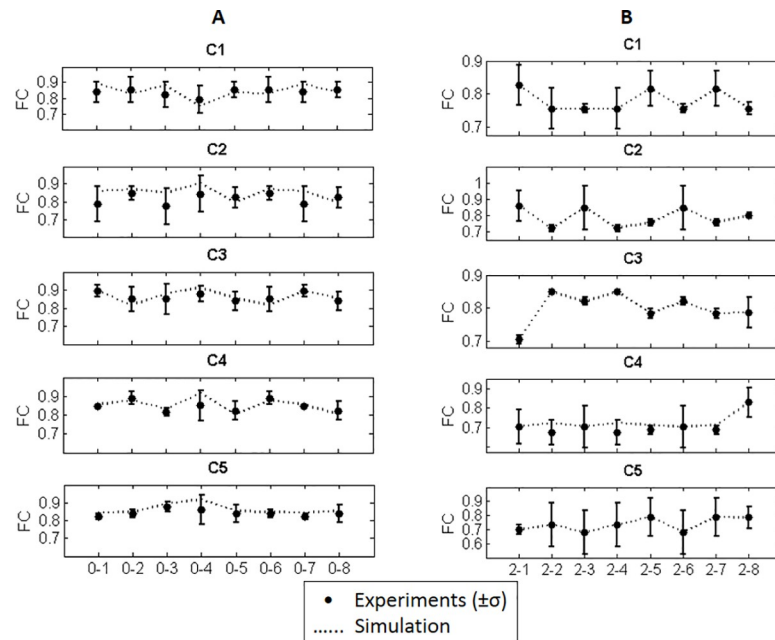 A
B
C1
FC
0.9
0.8
0.7
C2
FC
0.9
0.8
0.7
C3
FC
0.9
0.8
0.7
C4
FC
0.9
0.8
0.7
C5
FC
0.9
0.8
0.7
0-1 0-2 0-3 0-4 0-5 0-6 0-7 0-8
C1
FC
0.9
0.8
0.7
C2
FC
1
0.9
0.8
0.7
C3
FC
0.9
0.8
0.7
C4
FC
0.9
0.8
0.7
C5
FC
0.9
0.8
0.7
0.6
2-1 2-2 2-3 2-4 2-5 2-6 2-7 2-8
Experiments (±σ)
Simulation